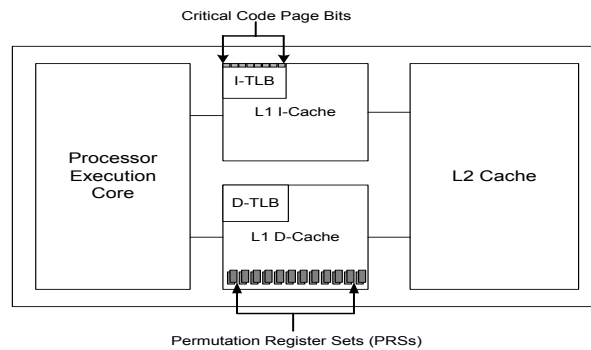 Critical Code Page Bits
I-TLB
L1 I-Cache
Processor
Execution
Core
L2 Cache
D-TLB
L1 D-Cache
Permutation Register Sets (PRSs)